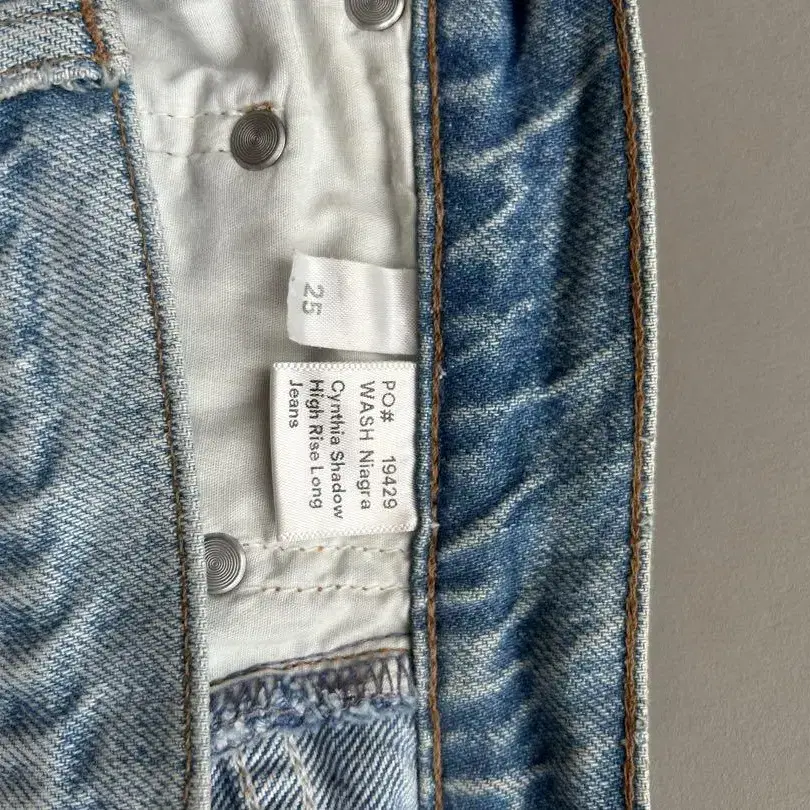 25
PO# 19429
WASH Niagra
Cynthia Shadow
High Rise Long
Jeans